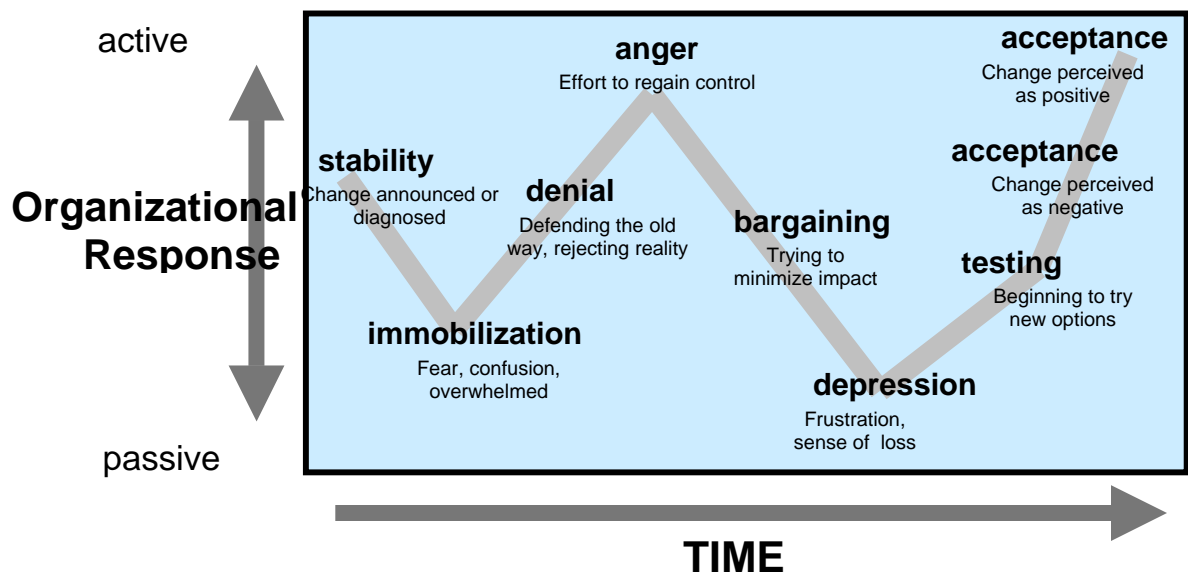 active
Organizational
Response
passive
stability
Change announced or
diagnosed
immobilization
Fear, confusion,
overwhelmed
denial
Defending the old
way, rejecting reality
anger
Effort to regain control
bargaining
Trying to
minimize impact
depression
Frustration,
sense of loss
testing
Beginning to try
new options
acceptance
Change perceived
as negative
acceptance
Change perceived
as positive
TIME